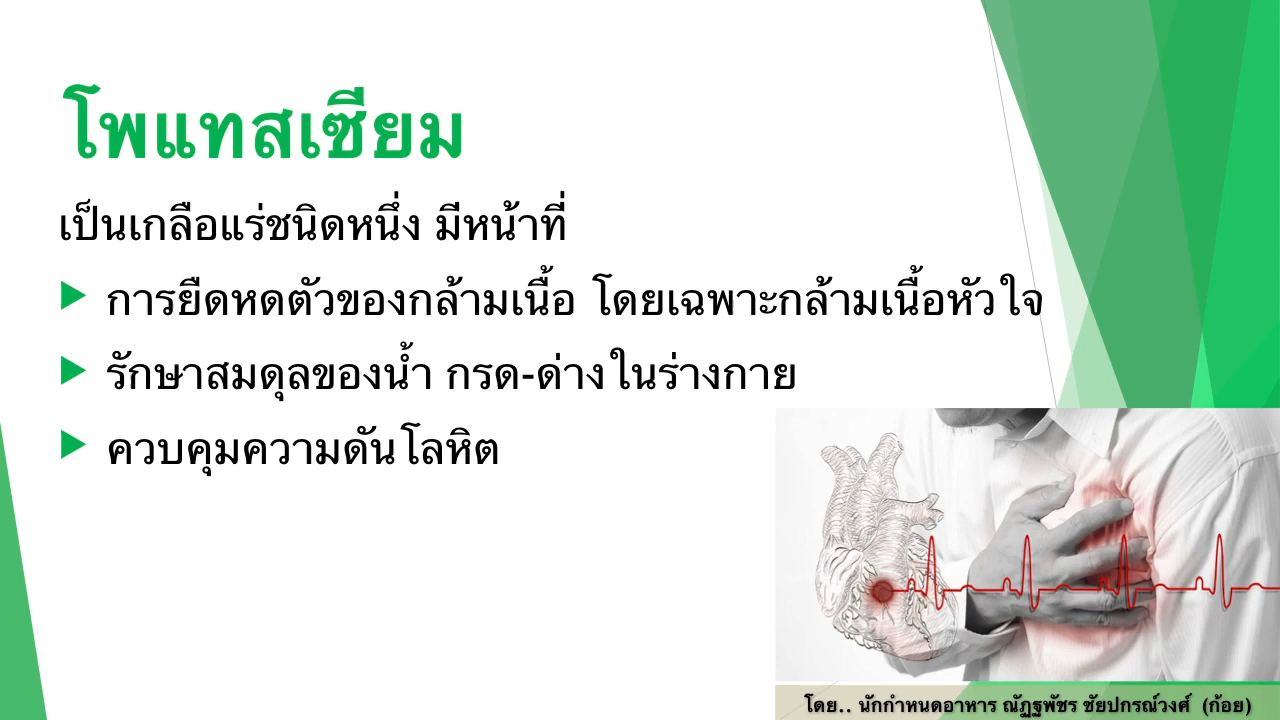 โพแทสเซียม
เป็นเกลือแร่ชนิดหนึ่ง มีหน้าที่
การยืดหดตัวของกล้ามเนื้อ โดยเฉพาะกล้ามเนื้อหัวใจ
รักษาสมดุลของน้ำ กรด-ด่างในร่างกาย
ควบคุมความดันโลหิต
โดย.. นักกำหนดอาหาร ณัฏฐพัชร ชัยปกรณ์วงศ์ (ก้อย)